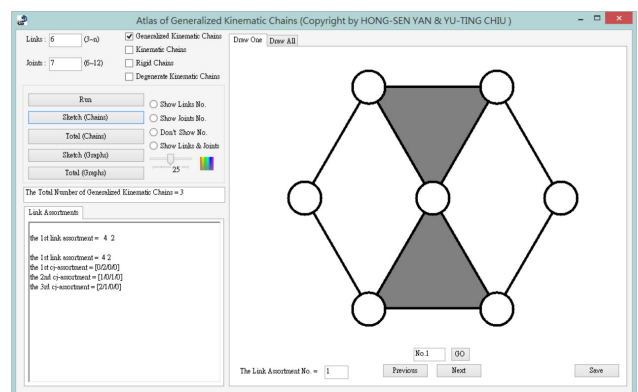 Atlas of Generalized Kinematic Chains (Copyright by HONG-SEN YAN & YU-TING CHIU )
Links : 6 (3~n)
Joints : 7 (6~12)
Generalized Kinematic Chains
Kinematic Chains
Rigid Chains
Degenerate Kinematic Chains
Run
Sketch (Chains)
Total (Chains)
Sketch (Graphs)
Total (Graphs)
Show Links No.
Show Joints No.
Don't Show No.
Show Links & Joints
25
The Total Number of Generalized Kinematic Chains = 3
Link Assortments
the 1st link assortment = 4 2
the 1st link assortment = 4 2
the 1st cj-assortment = [0/2/0/0]
the 2nd cj-assortment = [1/0/1/0]
the 3rd cj-assortment = [2/1/0/0]
Draw One Draw All
No.1 GO
The Link Assortment No. = 1 Previous Next Save